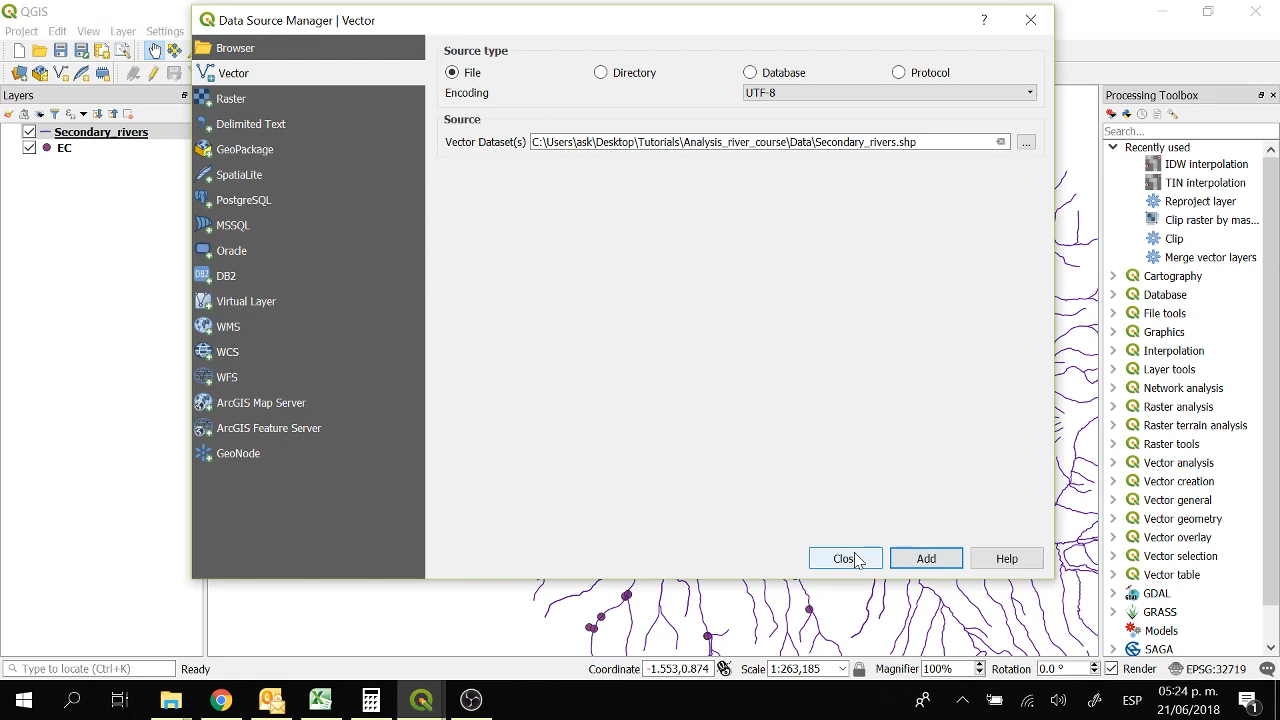 QGIS
Data Source Manager | Vector
?
Project Edit View Layer Settings
Browser
Vector
Raster
Delimited Text
GeoPackage
SpatiaLite
PostgreSQL
MSSQL
Oracle
DB2
Virtual Layer
WMS
WCS
WFS
ArcGIS Map Server
ArcGIS Feature Server
GeoNode
Source type
File Directory Database Protocol
Encoding UTF-8
Source
Vector Dataset(s) C:\Users\ask\Desktop\Tutorials\Analysis_river_course\Data\Secondary_rivers.shp ...
Close Add Help
Layers
Secondary_rivers
EC
Processing Toolbox
Search...
Recently used
IDW interpolation
TIN interpolation
Reproject layer
Clip raster by mas...
Clip
Merge vector layers
Cartography
Database
File tools
Graphics
Interpolation
Layer tools
Network analysis
Raster analysis
Raster terrain analysis
Raster tools
Vector analysis
Vector creation
Vector general
Vector geometry
Vector overlay
Vector selection
Vector table
GDAL
GRASS
Models
SAGA
Type to locate (Ctrl+K) Ready Coordinate -1.553,0.874 Scale 1:263,185 Magnifier 100% Rotation 0.0 ° Render EPSG:32719
ESP 05:24 p. m.
21/06/2018
1